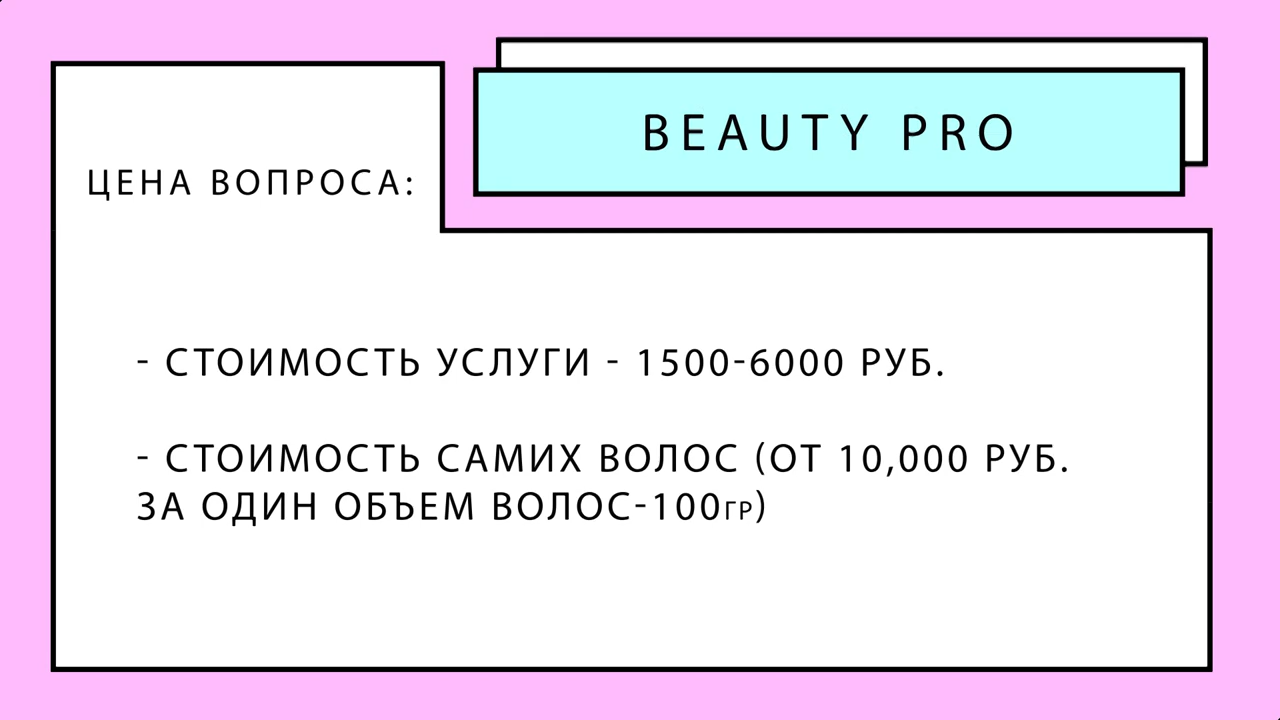 BEAUTY PRO
ЦЕНА ВОПРОСА:
- СТОИМОСТЬ УСЛУГИ - 1500-6000 РУБ.
- СТОИМОСТЬ САМИХ ВОЛОС (ОТ 10,000 РУБ.
ЗА ОДИН ОБЪЕМ ВОЛОС-100ГР)